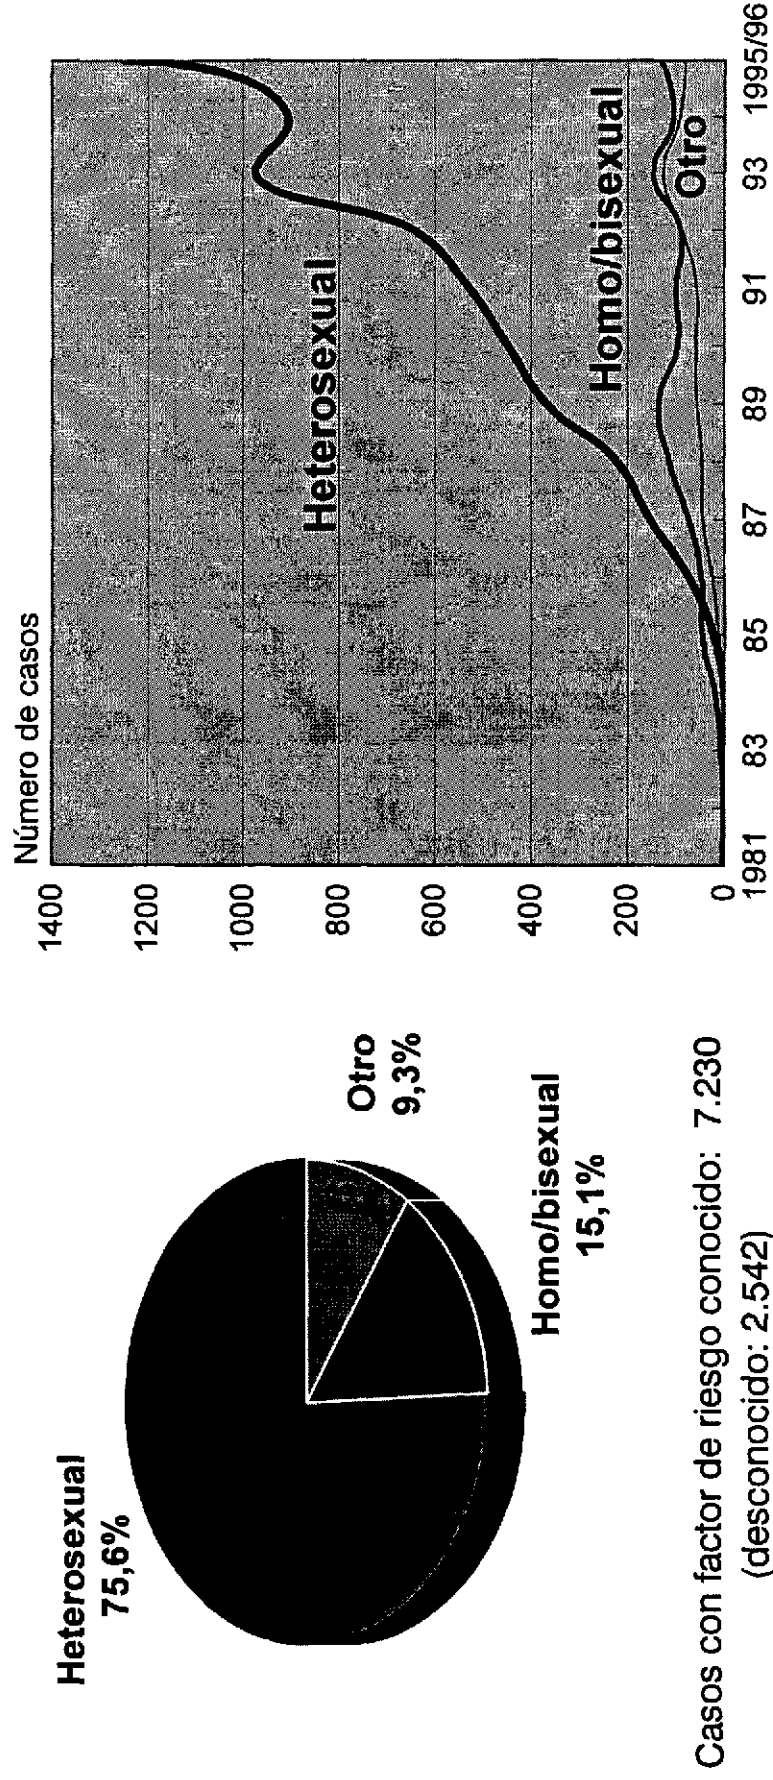 Heterosexual
75,6%
Otro
9,3%
Homo/bisexual
15,1%
Casos con factor de riesgo conocido: 7.230
(desconocido: 2.542)
Número de casos
1400
1200
1000
800
600
400
200
0
Heterosexual
Homo/bisexual
Otro
1981
83
85
87
89
91
93
1995/96